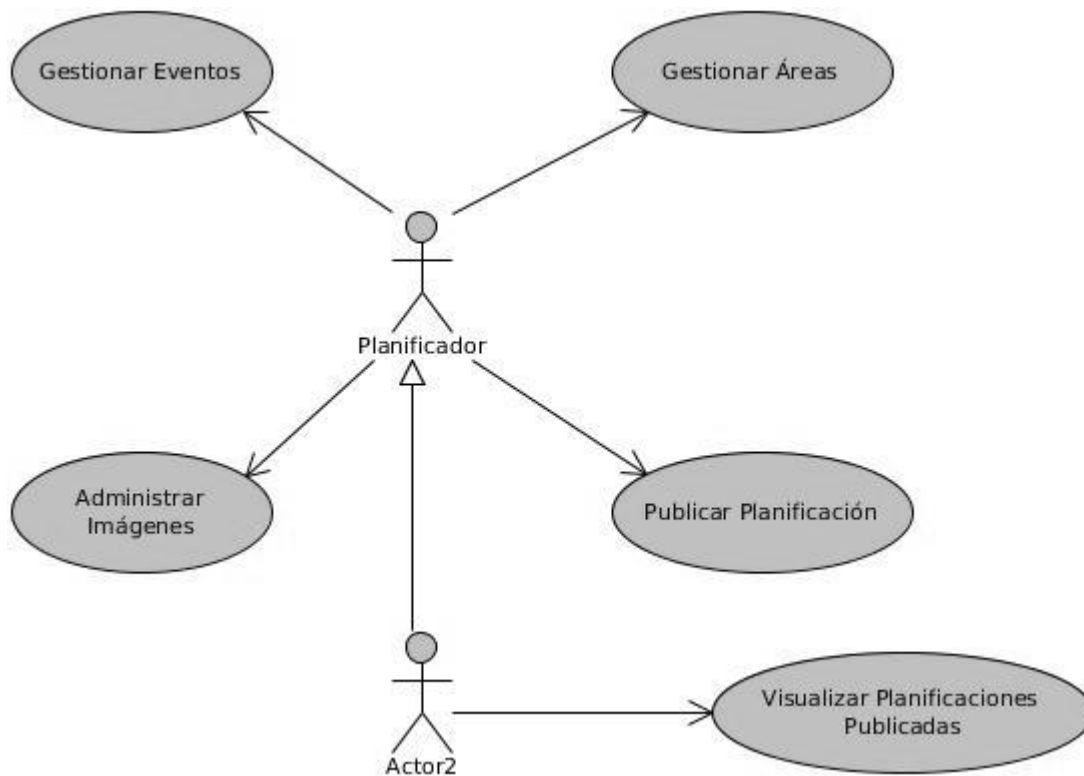 Gestionar Eventos
Gestionar Áreas
Planificador
Administrar
Imágenes
Publicar Planificación
Visualizar Planificaciones
Publicadas
Actor2